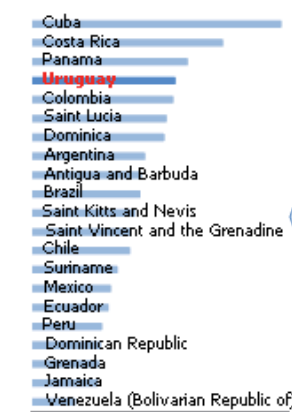 Cuba
Costa Rica
Panama
Uruguay
Colombia
Saint Lucia
Dominica
Argentina
Antigua and Barbuda
Brazil
Saint Kitts and Nevis
Saint Vincent and the Grenadine
Chile
Suriname
Mexico
Ecuador
Peru
Dominican Republic
Grenada
Jamaica
Venezuela (Bolivarian Republic of)